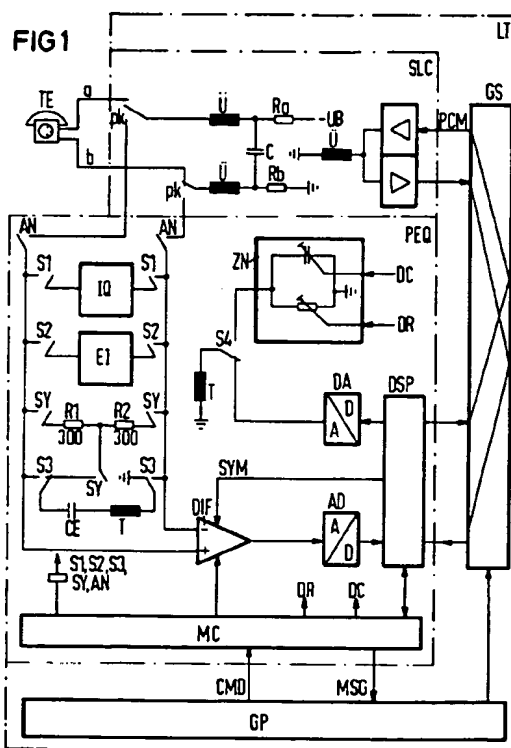 FIG 1
LT
SLC
GS
TE
a
pk
Ü
Ra
-UB
PCM
Ü
C
b
pk
Ü
Rb
AN
AN
PEQ
S1
IQ
S1
ZN
DC
S2
EI
S2
DR
S4
SY
R1
R2
SY
300
300
T
DA
DSP
D
A
S3
SY
S3
SYM
CE
T
DIF
-
+
AD
A
D
S1,S2,S3,
SY,AN
DR
DC
MC
CMD
MSG
GP